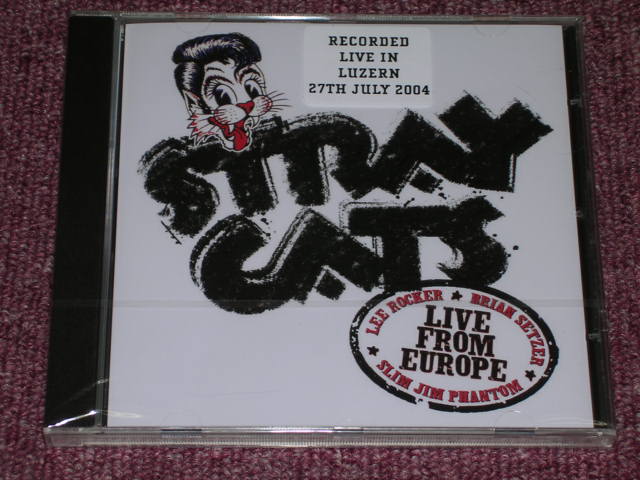 RECORDED
LIVE IN
LUZERN
27TH JULY 2004
STRAY
CATS
LEE ROCKER ★ BRIAN SETZER
LIVE
FROM
EUROPE
★ SLIM JIM PHANTOM ★